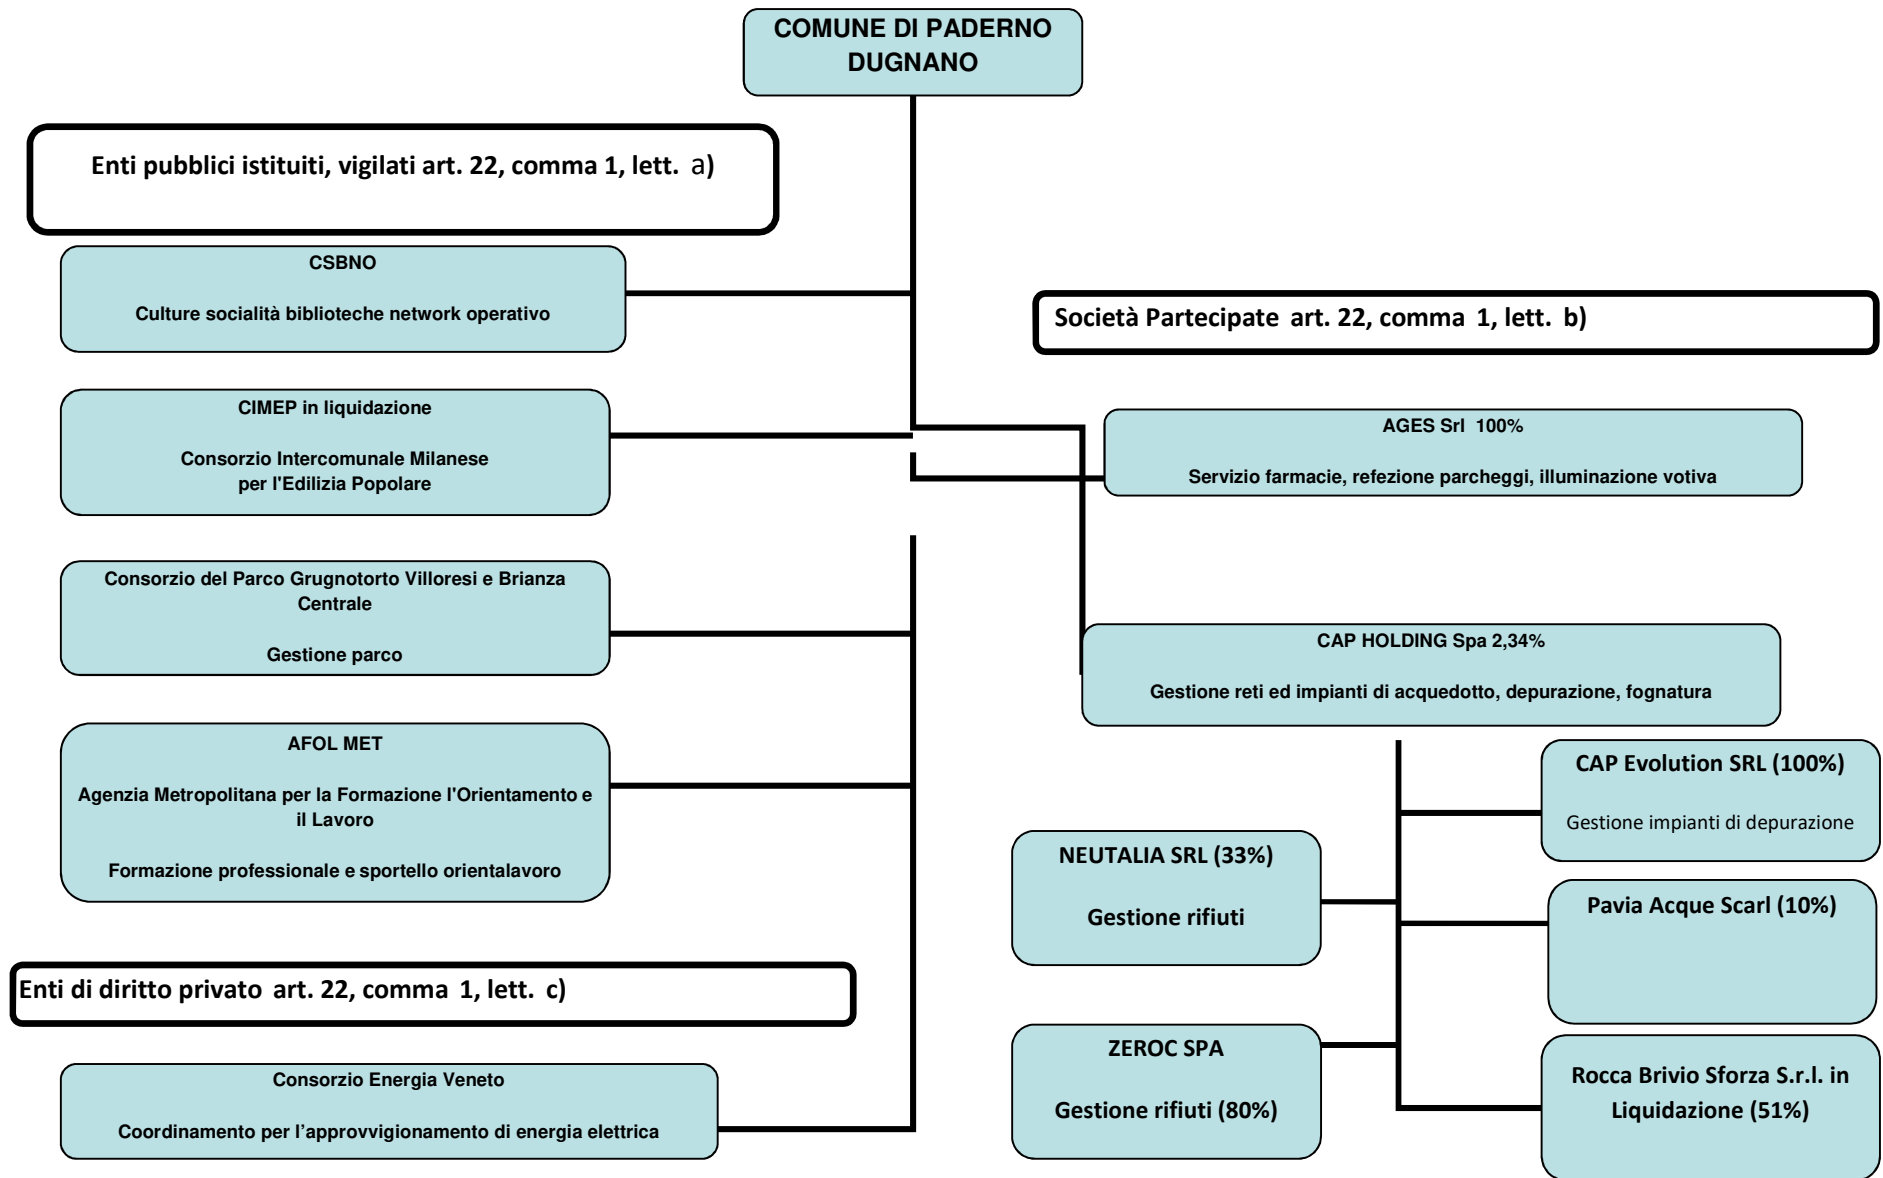 COMUNE DI PADERNO
DUGNANO
Enti pubblici istituiti, vigilati art. 22, comma 1, lett. a)
CSBNO
Culture socialità biblioteche network operativo
CIMEP in liquidazione
Consorzio Intercomunale Milanese
per l'Edilizia Popolare
Consorzio del Parco Grugnotorto Villoresi e Brianza
Centrale
Gestione parco
AFOL MET
Agenzia Metropolitana per la Formazione l'Orientamento e
il Lavoro
Formazione professionale e sportello orientalavoro
Enti di diritto privato art. 22, comma 1, lett. c)
Consorzio Energia Veneto
Coordinamento per l’approvvigionamento di energia elettrica
Società Partecipate art. 22, comma 1, lett. b)
AGES Srl 100%
Servizio farmacie, refezione parcheggi, illuminazione votiva
CAP HOLDING Spa 2,34%
Gestione reti ed impianti di acquedotto, depurazione, fognatura
NEUTALIA SRL (33%)
Gestione rifiuti
ZEROC SPA
Gestione rifiuti (80%)
CAP Evolution SRL (100%)
Gestione impianti di depurazione
Pavia Acque Scarl (10%)
Rocca Brivio Sforza S.r.l. in
Liquidazione (51%)